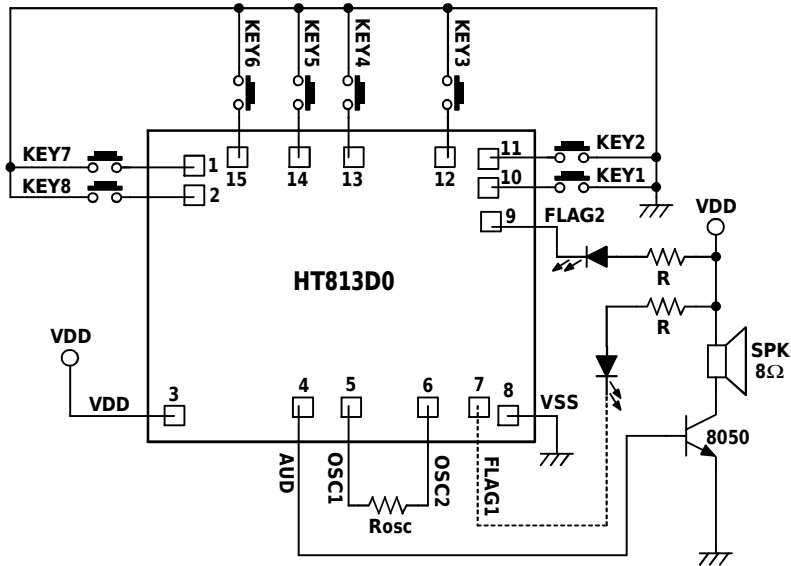 KEY6
KEY5
KEY4
KEY3
KEY7
KEY8
1
2
15
14
13
12
11
10
9
KEY2
KEY1
FLAG2
VDD
HT813D0
R
R
SPK
8Ω
VDD
VDD
3
4
5
6
7
8
VSS
8050
AUD
OSC1
OSC2
FLAG1
Rosc